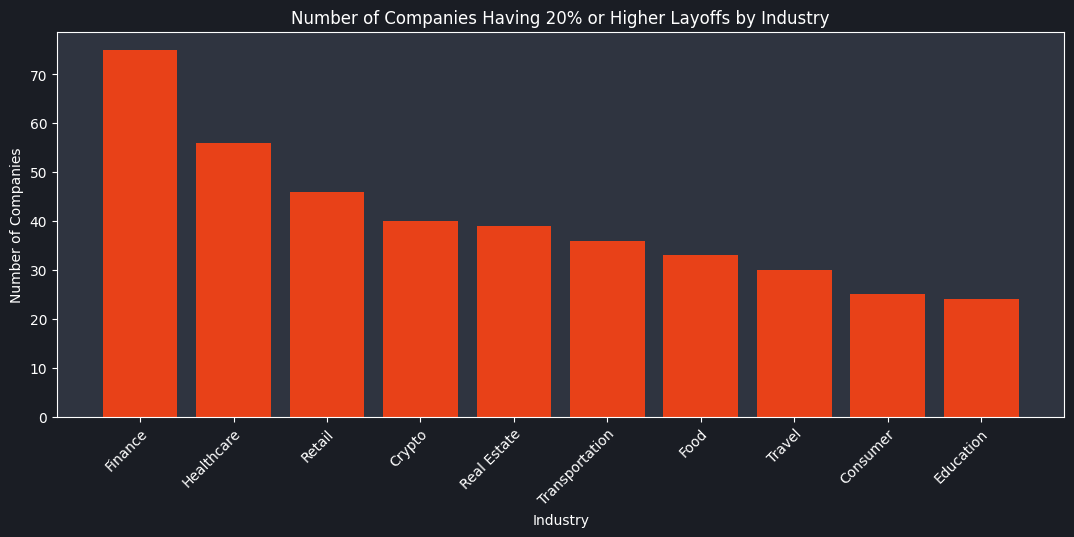 Number of Companies Having 20% or Higher Layoffs by Industry
Number of Companies
70
60
50
40
30
20
10
0
Finance
Healthcare
Retail
Crypto
Real Estate
Transportation
Food
Travel
Consumer
Education
Industry